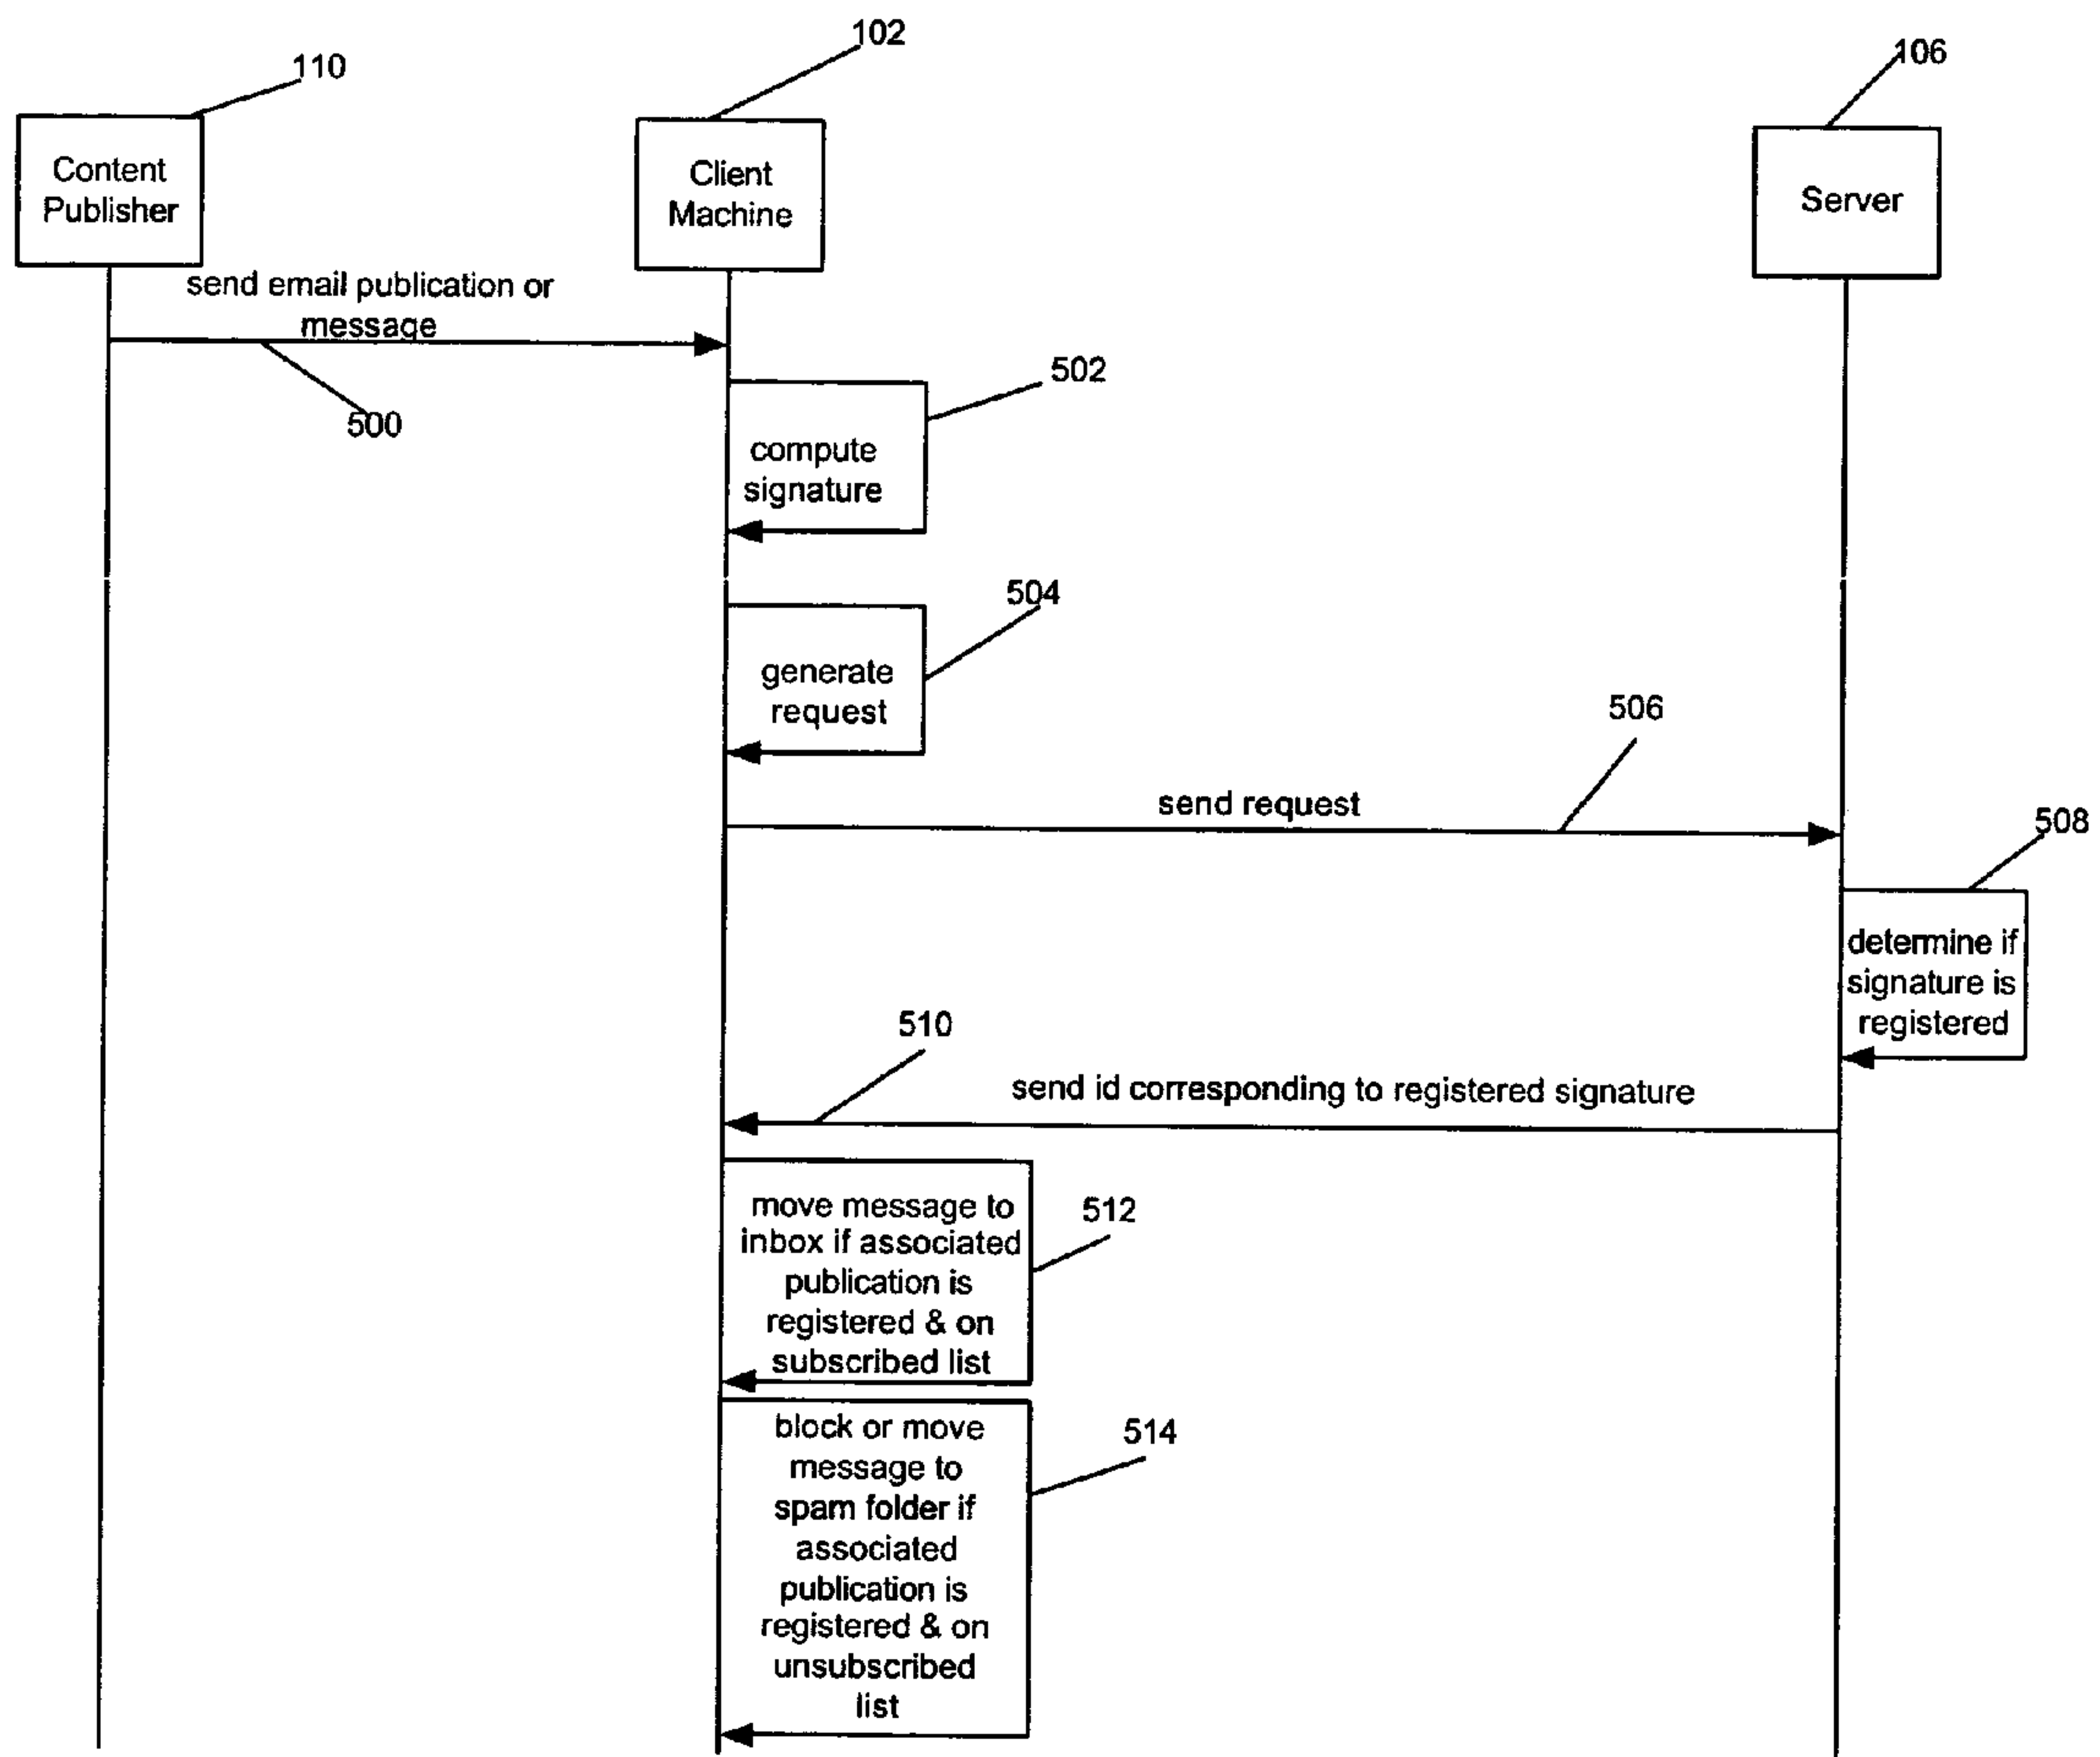 110
102
106
Content
Publisher
Client
Machine
Server
send email publication or
message
500
502
compute
signature
504
generate
request
506
send request
508
determine if
signature is
registered
510
send id corresponding to registered signature
move message to
inbox if associated
publication is
registered & on
subscribed list
512
block or move
message to
spam folder if
associated
publication is
registered & on
unsubscribed
list
514